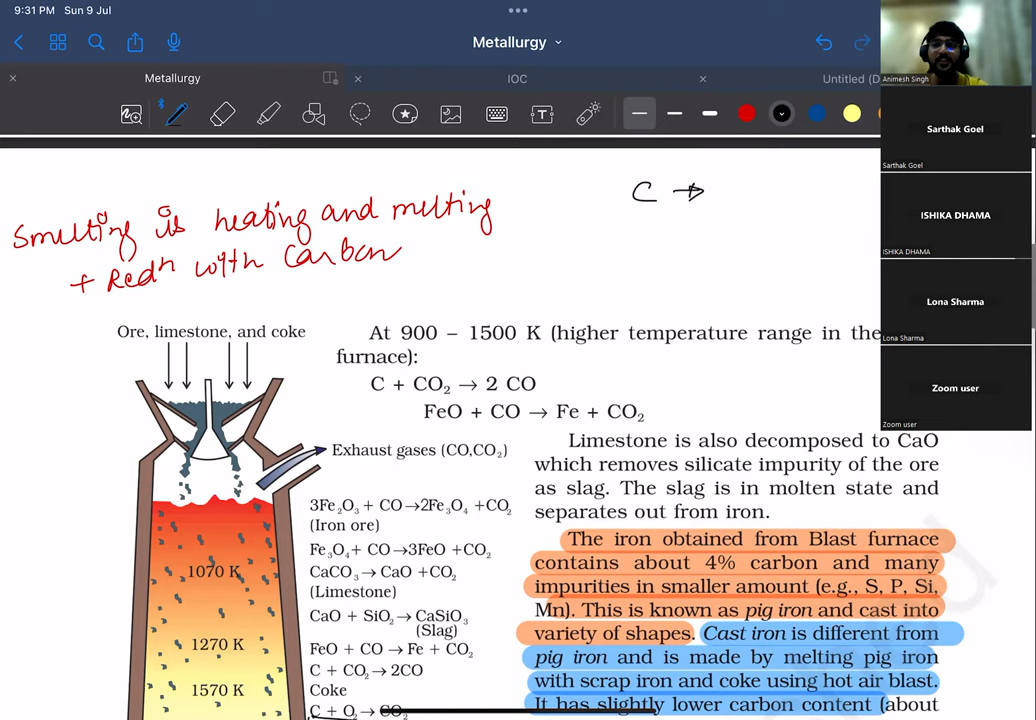 9:31 PM Sun 9 Jul
Metallurgy
Metallurgy
IOC
Untitled (D
Animesh Singh
Sarthak Goel
Sarthak Goel
ISHIKA DHAMA
ISHIKA DHAMA
Lona Sharma
Lona Sharma
Zoom user
Zoom user
C →
Smelting is heating and melting
+ Redⁿ with Carbon
Ore, limestone, and coke
At 900 – 1500 K (higher temperature range in the
furnace):
C + CO₂ → 2 CO
FeO + CO → Fe + CO₂
Exhaust gases (CO,CO₂)
Limestone is also decomposed to CaO
which removes silicate impurity of the ore
as slag. The slag is in molten state and
separates out from iron.
3Fe₂O₃ + CO→2Fe₃O₄ +CO₂
(Iron ore)
Fe₃O₄+ CO→3FeO +CO₂
CaCO₃→ CaO +CO₂
(Limestone)
CaO + SiO₂→ CaSiO₃
(Slag)
FeO + CO → Fe + CO₂
C + CO₂→ 2CO
Coke
C + O₂→ CO₂
1070 K
1270 K
1570 K
The iron obtained from Blast furnace
contains about 4% carbon and many
impurities in smaller amount (e.g., S, P, Si,
Mn). This is known as pig iron and cast into
variety of shapes. Cast iron is different from
pig iron and is made by melting pig iron
with scrap iron and coke using hot air blast.
It has slightly lower carbon content (about